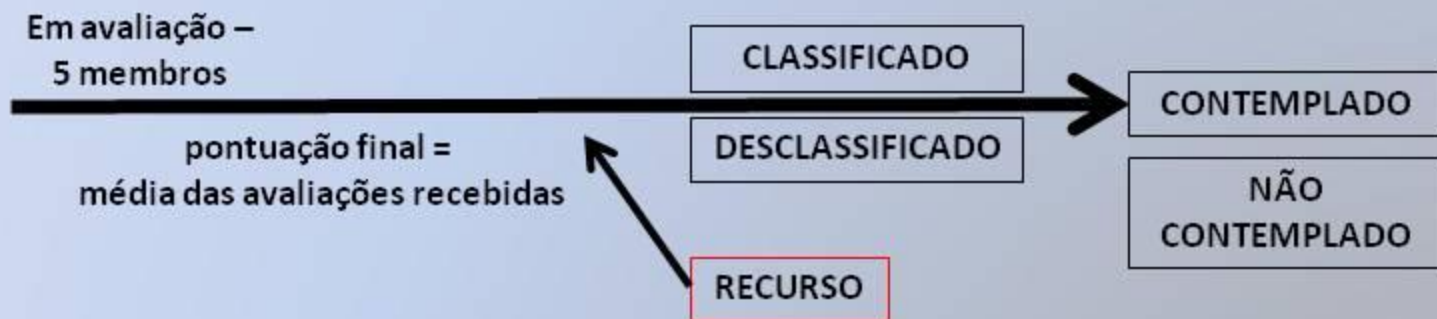 Em avaliação –
5 membros
pontuação final =
média das avaliações recebidas
CLASSIFICADO
DESCLASSIFICADO
RECURSO
CONTEMPLADO
NÃO
CONTEMPLADO